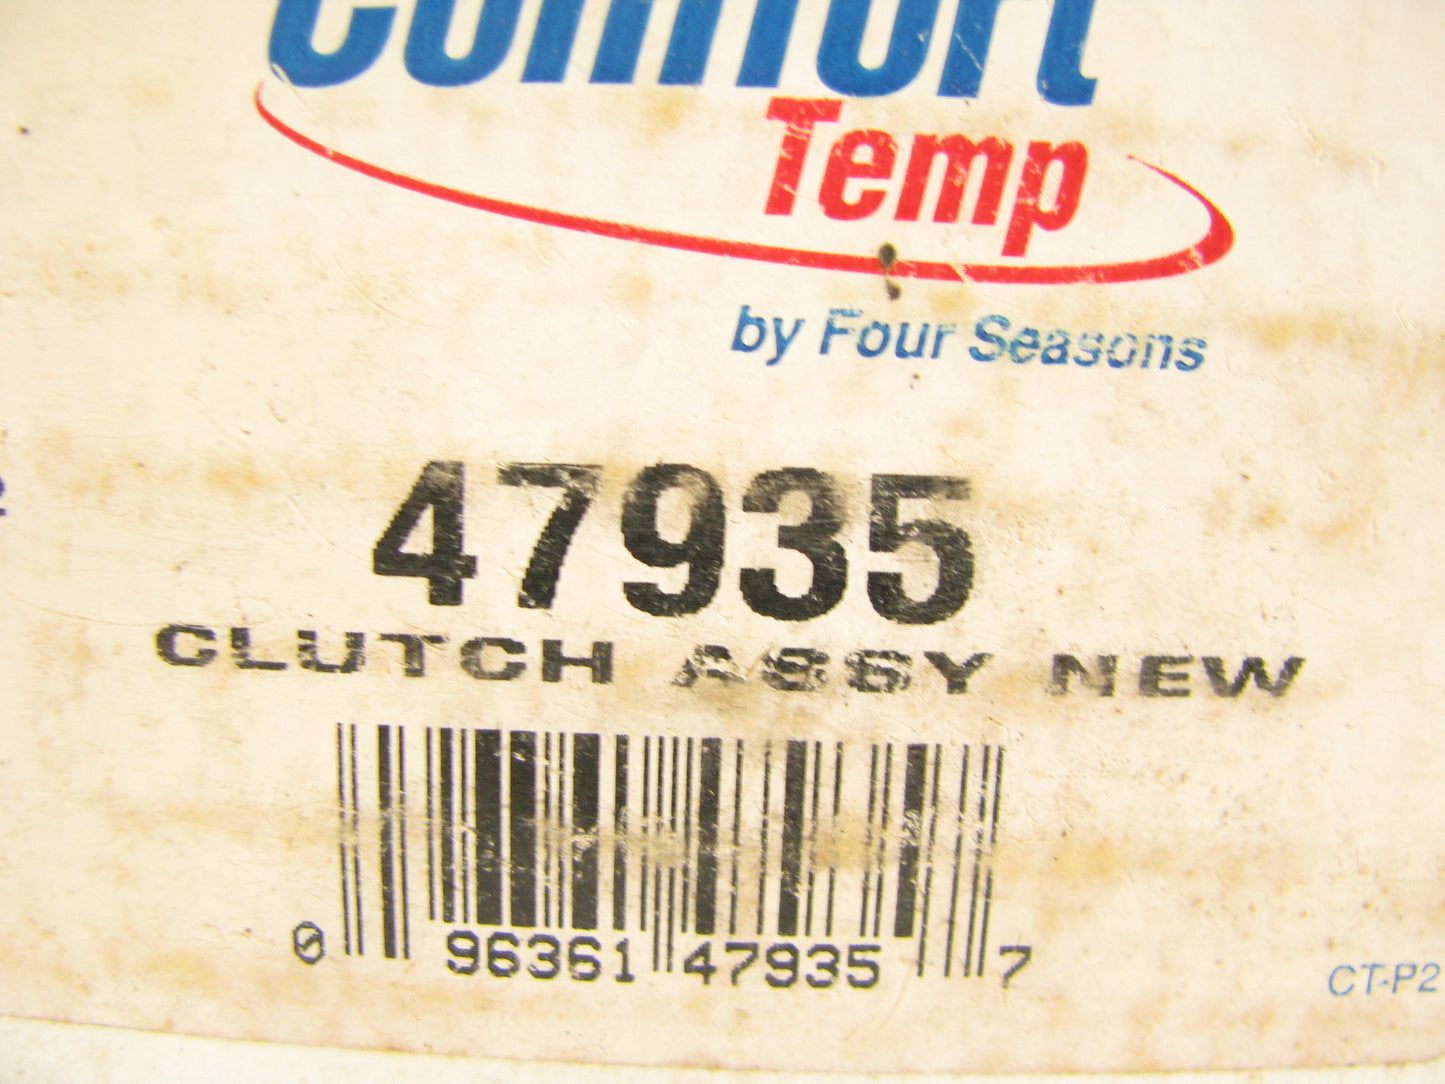 Comfort
Temp
by Four Seasons
47935
CLUTCH ASSY NEW
0 96361 47935 7
CT-P2